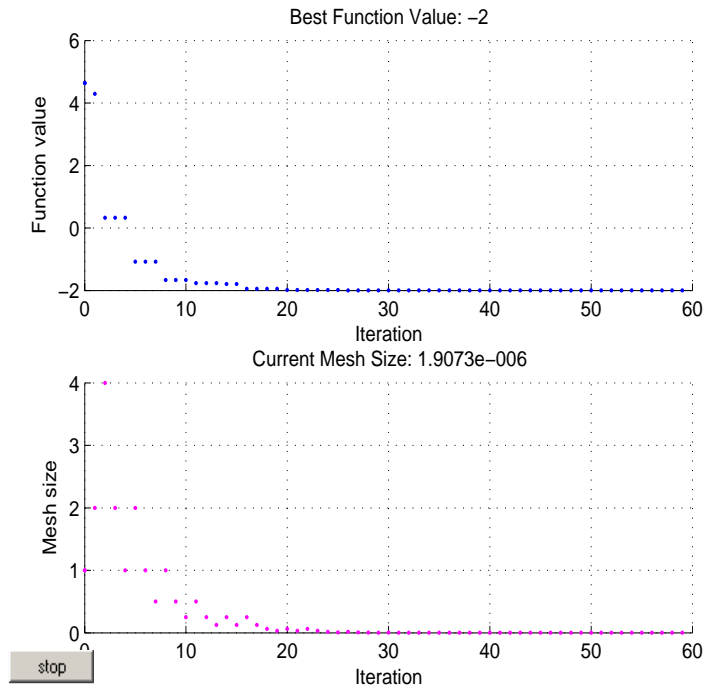 Best Function Value: −2
6
4
2
0
−2
Function value
0 10 20 30 40 50 60
Iteration
Current Mesh Size: 1.9073e−006
4
3
2
1
0
Mesh size
0 10 20 30 40 50 60
Iteration
stop